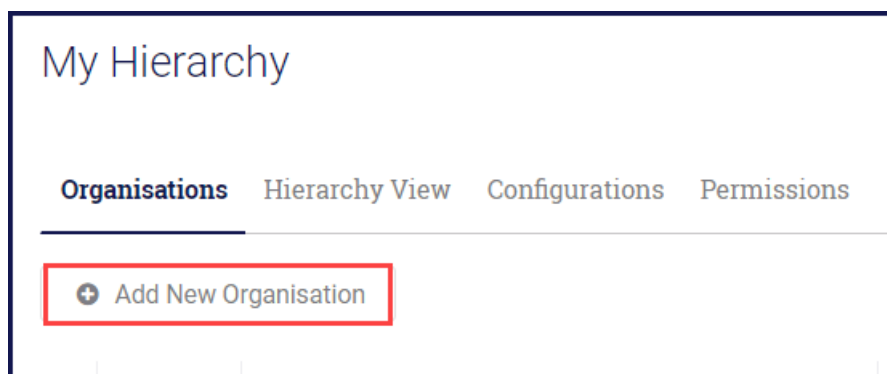 My Hierarchy
Organisations Hierarchy View Configurations Permissions
Add New Organisation